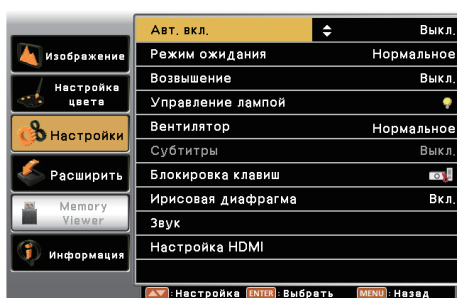 Изображение
Настройка
цвета
Настройки
Расширить
Memory
Viewer
Информация
Авт. вкл. Выкл.
Режим ожидания Нормальное
Возвышение Выкл.
Управление лампой
Вентилятор Нормальное
Субтитры Выкл.
Блокировка клавиш
Ирисовая диафрагма Вкл.
Звук
Настройка HDMI
:Настройка ENTER :Выбрать MENU :Назад